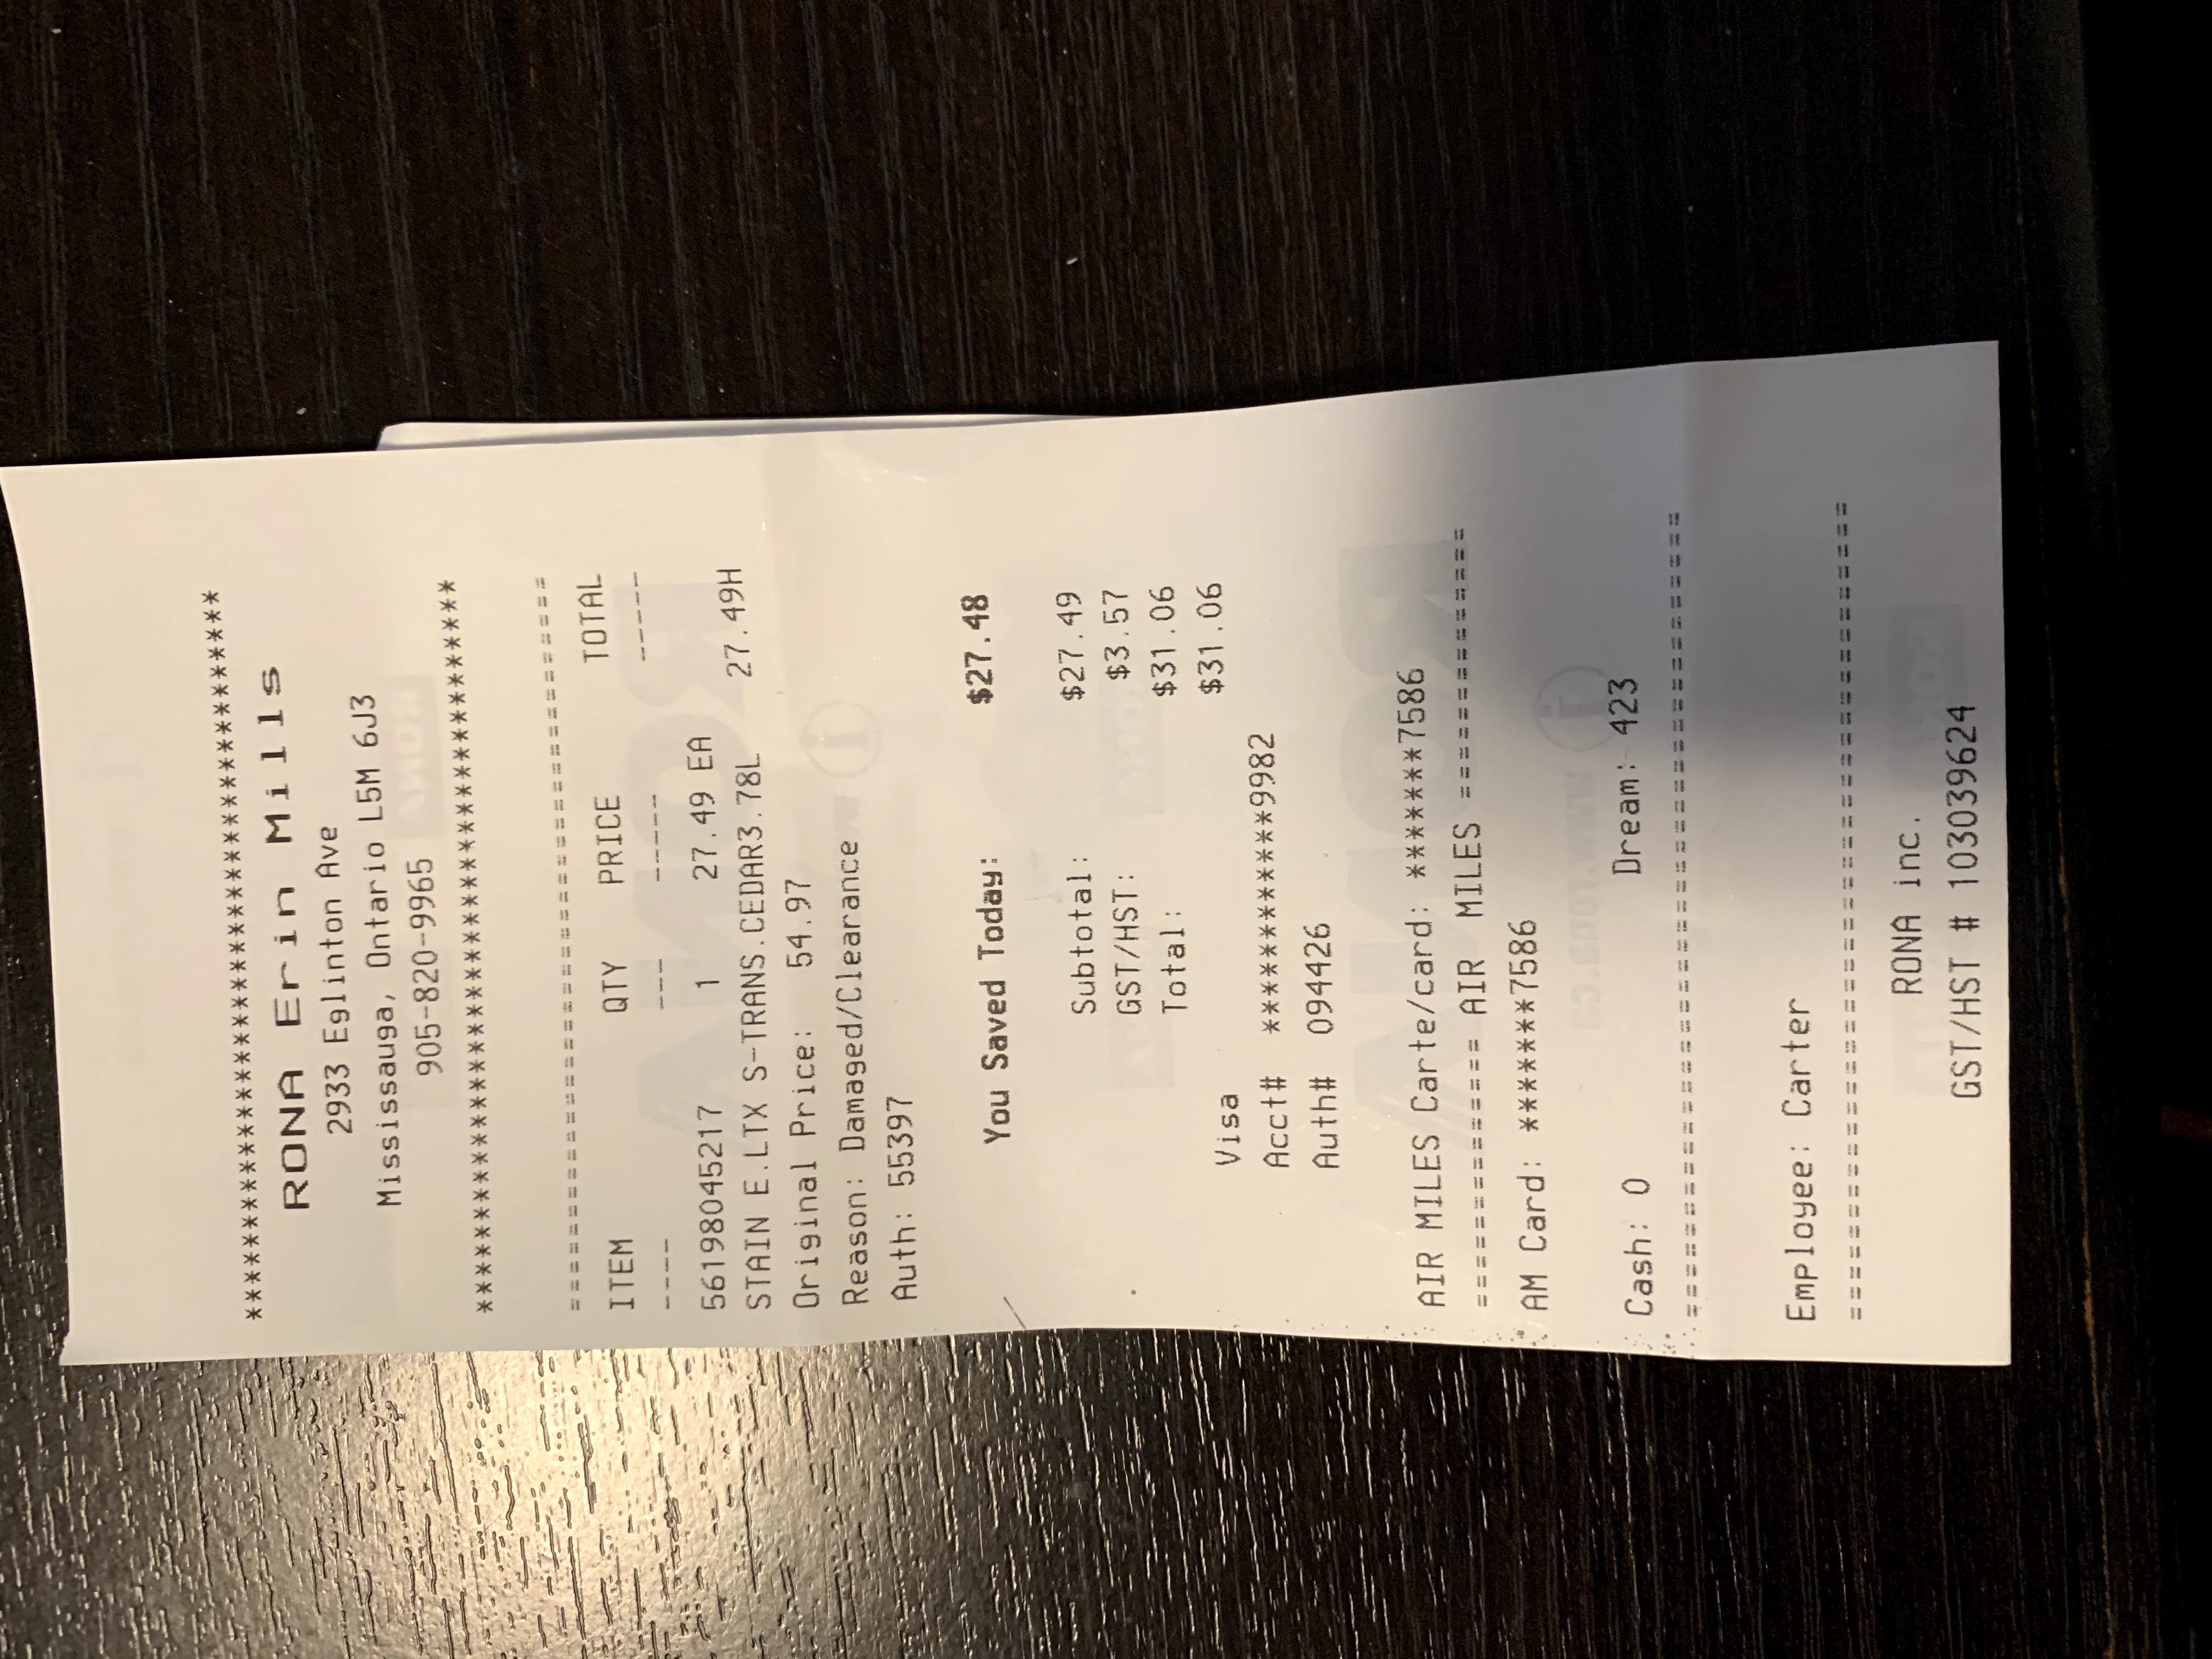 ***************************************
RONA Erin Mills
2933 Eglinton Ave
Mississauga, Ontario L5M 6J3
905-820-9965
***************************************
========================================
ITEM QTY PRICE TOTAL
---- --- ----- -----
56198045217 1 27.49 EA
STAIN E.LTX S-TRANS.CEDAR3.78L 27.49H
Original Price: 54.97
Reason: Damaged/Clearance
Auth: 55397
You Saved Today: $27.48
Subtotal: $27.49
GST/HST: $3.57
Total: $31.06
Visa $31.06
Acct# ************9982
Auth# 094426
AIR MILES Carte/card: *******7586
============== AIR MILES ==============
AM Card: *******7586
www.rona.ca
Cash: 0 Dream: 423
========================================
Employee: Carter
========================================
RONA inc.
GST/HST # 103039624